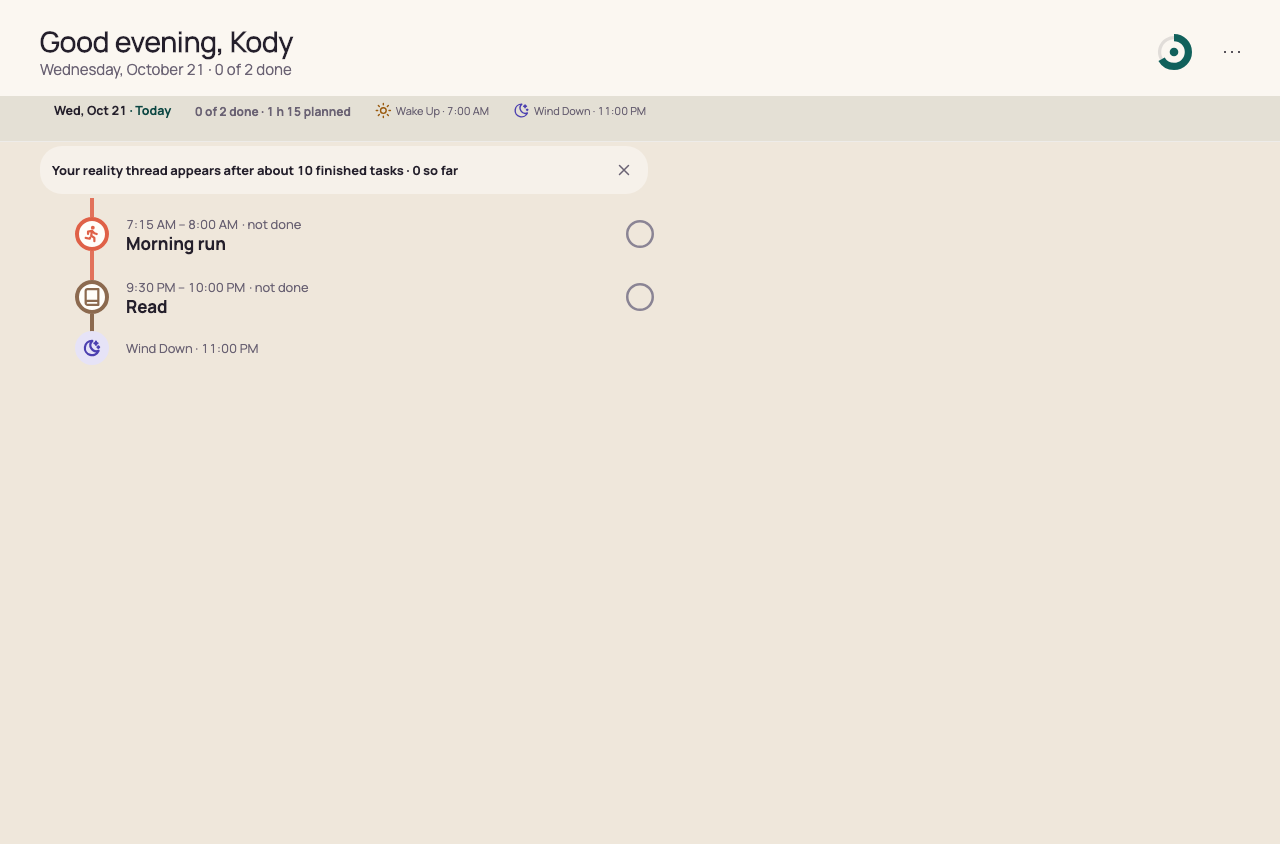 Good evening, Kody
Wednesday, October 21 · 0 of 2 done
Wed, Oct 21 · Today 0 of 2 done · 1 h 15 planned Wake Up · 7:00 AM Wind Down · 11:00 PM
Your reality thread appears after about 10 finished tasks · 0 so far
7:15 AM – 8:00 AM · not done
Morning run
9:30 PM – 10:00 PM · not done
Read
Wind Down · 11:00 PM